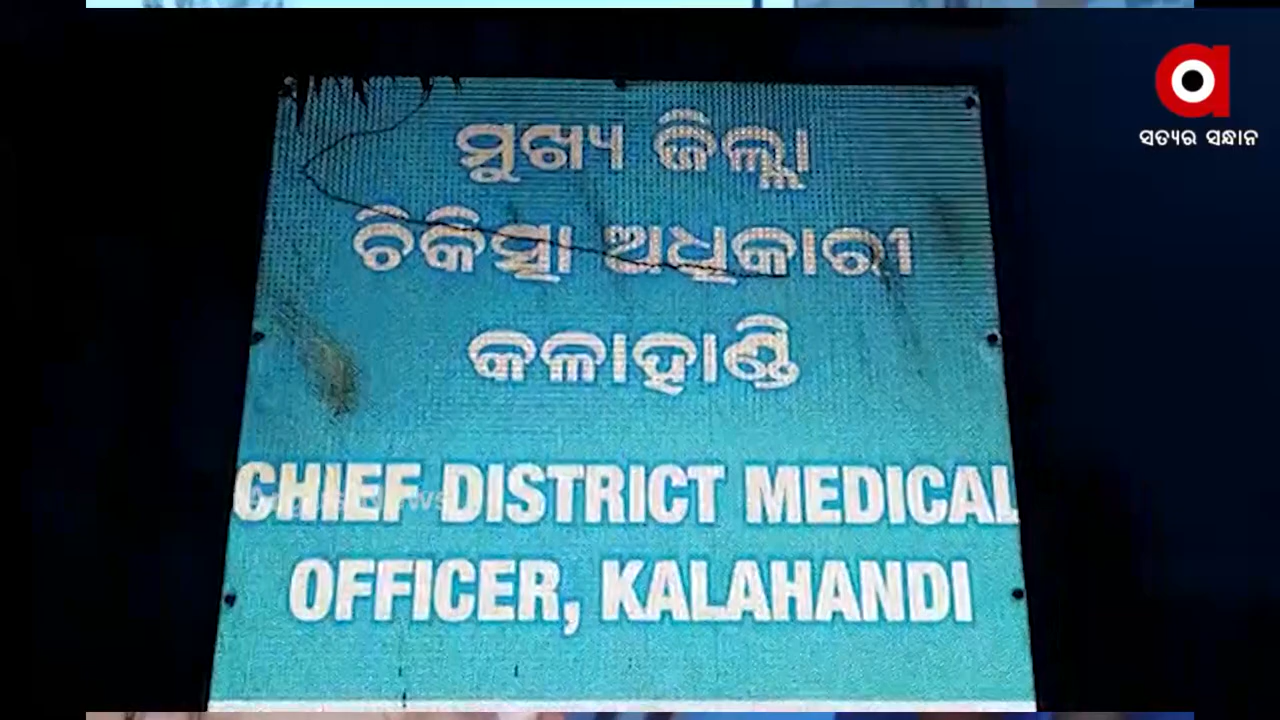 ମୁଖ୍ୟ ଜିଲ୍ଲା
ଚିକିତ୍ସା ଅଧିକାରୀ
କଳାହାଣ୍ଡି
CHIEF DISTRICT MEDICAL
OFFICER, KALAHANDI
ସତ୍ୟର ସନ୍ଧାନ